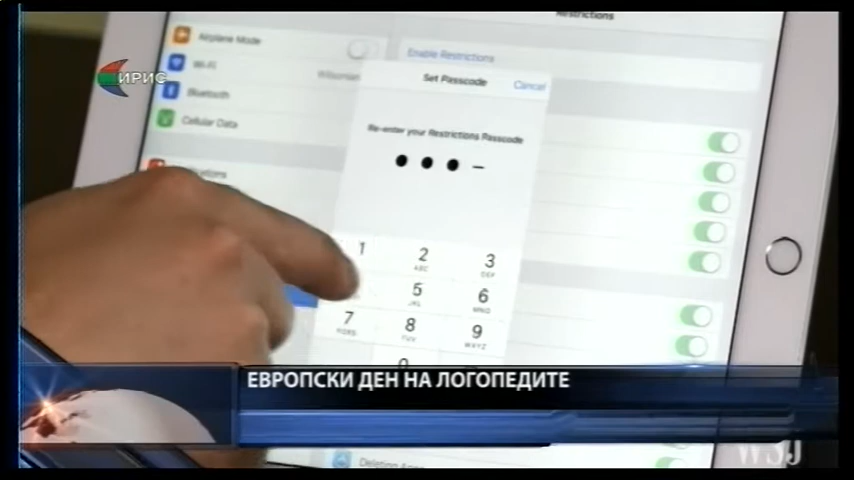 Restrictions
Airplane Mode
Enable Restrictions
ИРИС
Wi-Fi
Set Passcode
Cancel
Bluetooth
Cellular Data
Re-enter your Restrictions Passcode
1
2
ABC
3
DEF
5
JKL
6
MNO
7
PQRS
8
TUV
9
WXYZ
0
ЕВРОПСКИ ДЕН НА ЛОГОПЕДИТЕ
WSJ